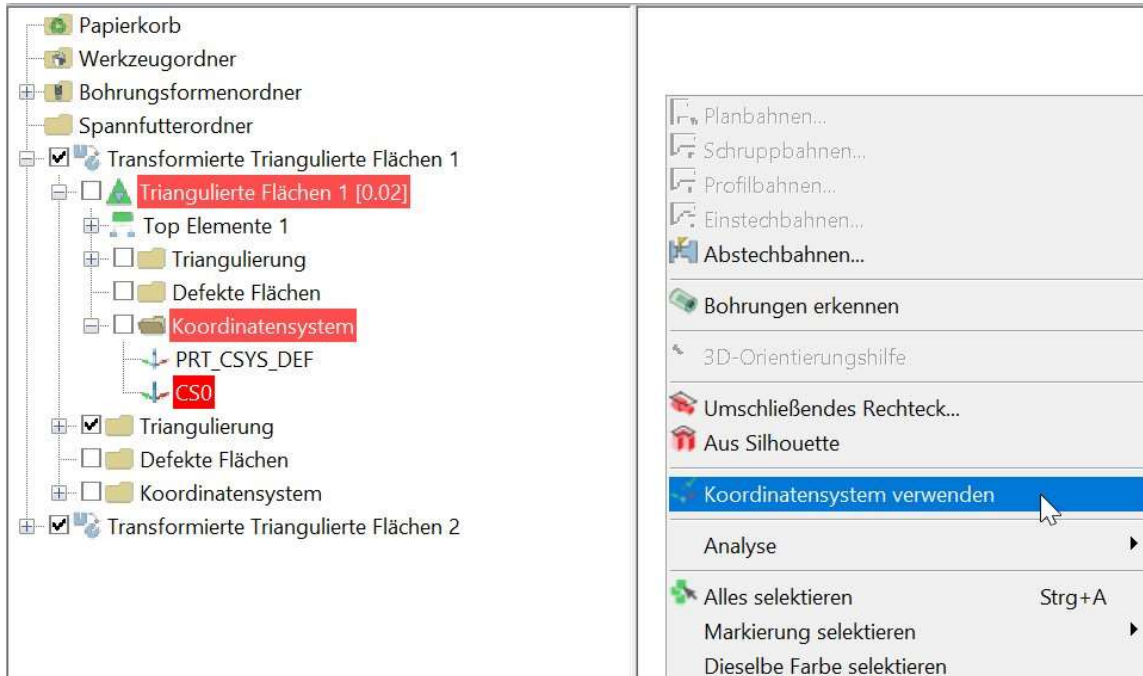 Papierkorb
Werkzeugordner
Bohrungsformenordner
Spannfutterordner
Transformierte Triangulierte Flächen 1
Triangulierte Flächen 1 [0.02]
Top Elemente 1
Triangulierung
Defekte Flächen
Koordinatensystem
PRT_CSYS_DEF
CS0
Triangulierung
Defekte Flächen
Koordinatensystem
Transformierte Triangulierte Flächen 2
Planbahnen...
Schruppbahnen...
Profilbahnen...
Einstechbahnen...
Abstechbahnen...
Bohrungen erkennen
3D-Orientierungshilfe
Umschließendes Rechteck...
Aus Silhouette
Koordinatensystem verwenden
Analyse
Alles selektieren Strg+A
Markierung selektieren
Dieselbe Farbe selektieren